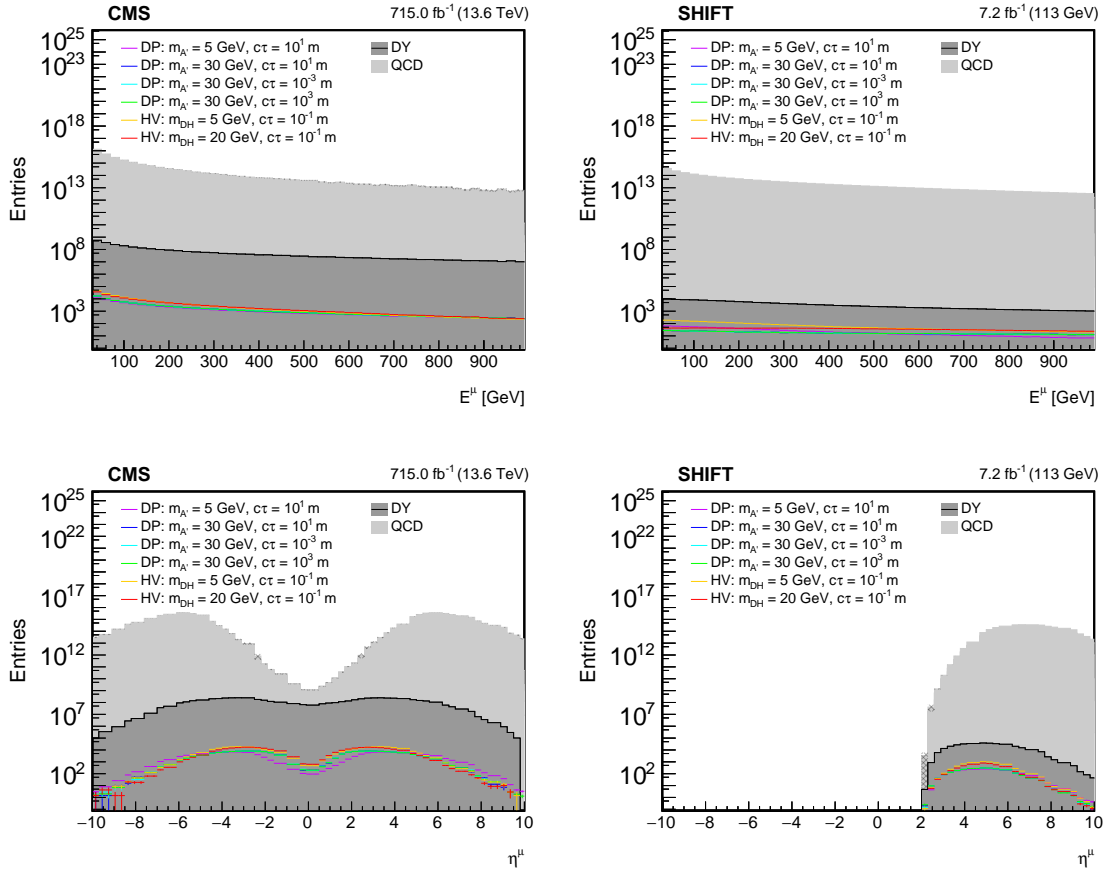 CMS 715.0 fb⁻¹ (13.6 TeV)
10²⁵
10²³
10¹⁸
10¹³
10⁸
10³
Entries
DP: m_A' = 5 GeV, cτ = 10¹ m
DP: m_A' = 30 GeV, cτ = 10¹ m
DP: m_A' = 30 GeV, cτ = 10⁻³ m
DP: m_A' = 30 GeV, cτ = 10³ m
HV: m_DH = 5 GeV, cτ = 10⁻¹ m
HV: m_DH = 20 GeV, cτ = 10⁻¹ m
DY
QCD
100 200 300 400 500 600 700 800 900
E^μ [GeV]
SHIFT 7.2 fb⁻¹ (113 GeV)
10²⁵
10²³
10¹⁸
10¹³
10⁸
10³
Entries
DP: m_A' = 5 GeV, cτ = 10¹ m
DP: m_A' = 30 GeV, cτ = 10¹ m
DP: m_A' = 30 GeV, cτ = 10⁻³ m
DP: m_A' = 30 GeV, cτ = 10³ m
HV: m_DH = 5 GeV, cτ = 10⁻¹ m
HV: m_DH = 20 GeV, cτ = 10⁻¹ m
DY
QCD
100 200 300 400 500 600 700 800 900
E^μ [GeV]
CMS 715.0 fb⁻¹ (13.6 TeV)
10²⁵
10²²
10¹⁷
10¹²
10⁷
10²
Entries
DP: m_A' = 5 GeV, cτ = 10¹ m
DP: m_A' = 30 GeV, cτ = 10¹ m
DP: m_A' = 30 GeV, cτ = 10⁻³ m
DP: m_A' = 30 GeV, cτ = 10³ m
HV: m_DH = 5 GeV, cτ = 10⁻¹ m
HV: m_DH = 20 GeV, cτ = 10⁻¹ m
DY
QCD
−10 −8 −6 −4 −2 0 2 4 6 8 10
η^μ
SHIFT 7.2 fb⁻¹ (113 GeV)
10²⁵
10²²
10¹⁷
10¹²
10⁷
10²
Entries
DP: m_A' = 5 GeV, cτ = 10¹ m
DP: m_A' = 30 GeV, cτ = 10¹ m
DP: m_A' = 30 GeV, cτ = 10⁻³ m
DP: m_A' = 30 GeV, cτ = 10³ m
HV: m_DH = 5 GeV, cτ = 10⁻¹ m
HV: m_DH = 20 GeV, cτ = 10⁻¹ m
DY
QCD
−10 −8 −6 −4 −2 0 2 4 6 8 10
η^μ